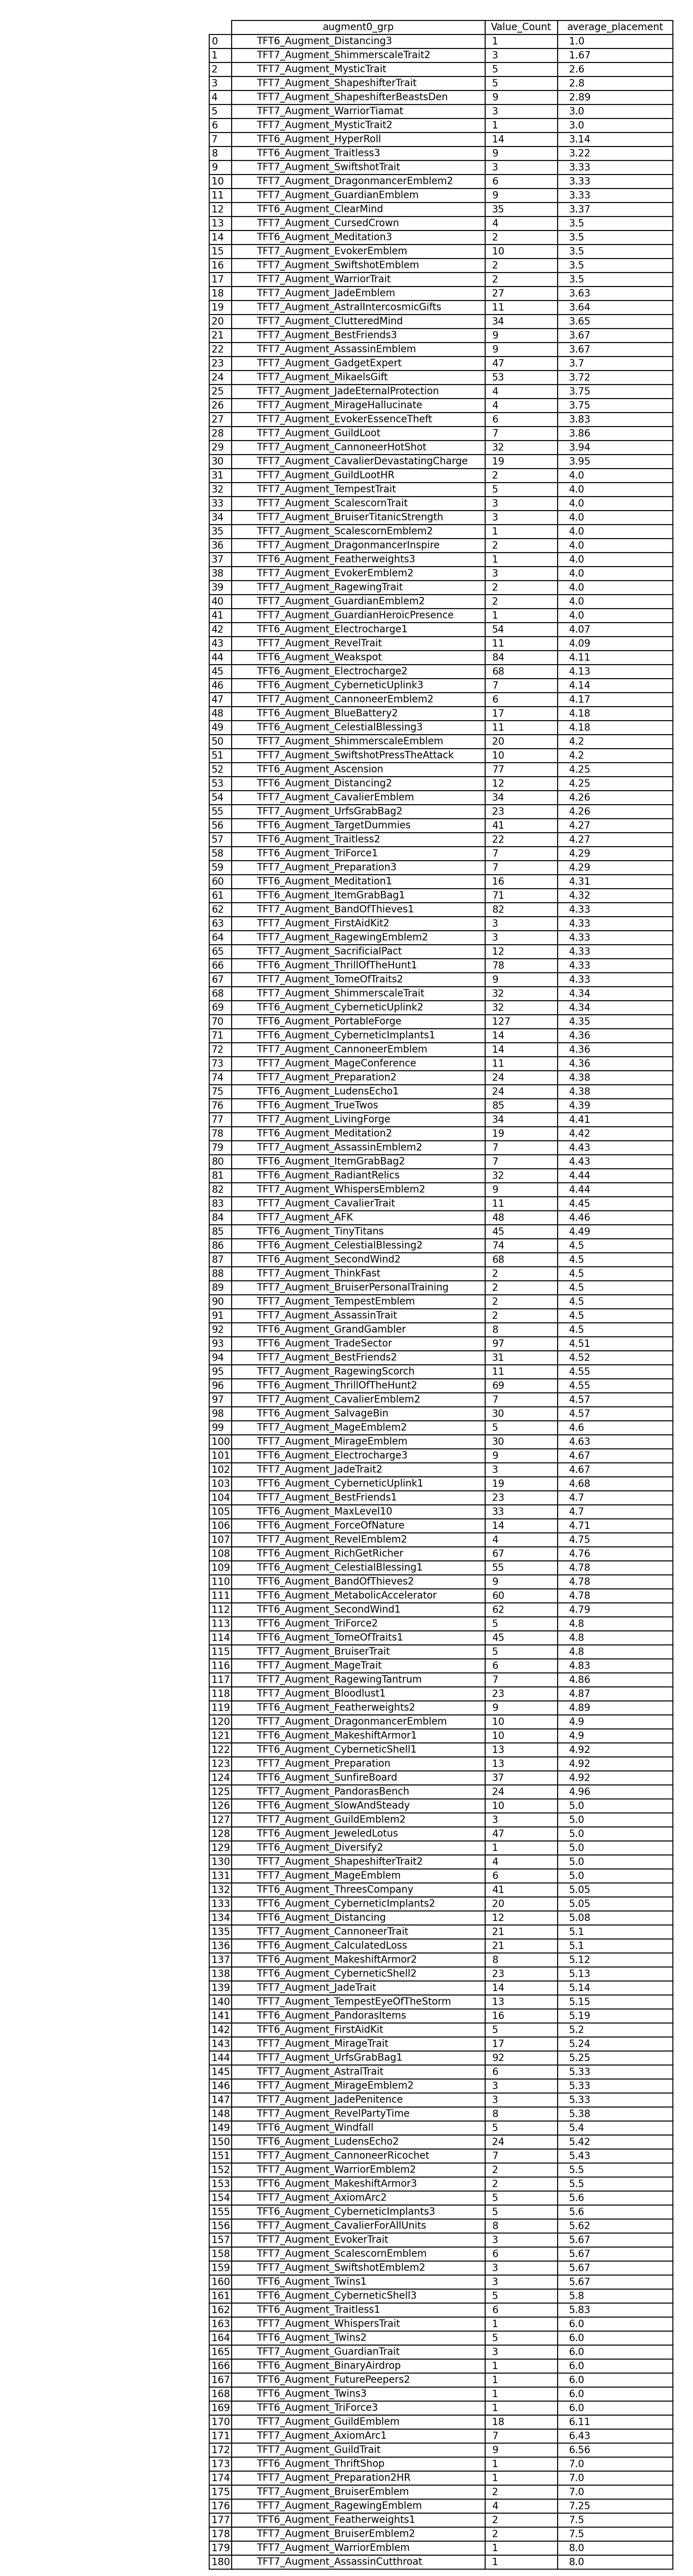 augment0_grp Value_Count average_placement
0 TFT6_Augment_Distancing3 1 1.0
1 TFT7_Augment_ShimmerscaleTrait2 3 1.67
2 TFT7_Augment_MysticTrait 5 2.6
3 TFT7_Augment_ShapeshifterTrait 5 2.8
4 TFT7_Augment_ShapeshifterBeastsDen 9 2.89
5 TFT7_Augment_WarriorTiamat 3 3.0
6 TFT7_Augment_MysticTrait2 1 3.0
7 TFT6_Augment_HyperRoll 14 3.14
8 TFT6_Augment_Traitless3 9 3.22
9 TFT7_Augment_SwiftshotTrait 3 3.33
10 TFT7_Augment_DragonmancerEmblem2 6 3.33
11 TFT7_Augment_GuardianEmblem 9 3.33
12 TFT6_Augment_ClearMind 35 3.37
13 TFT7_Augment_CursedCrown 4 3.5
14 TFT6_Augment_Meditation3 2 3.5
15 TFT7_Augment_EvokerEmblem 10 3.5
16 TFT7_Augment_SwiftshotEmblem 2 3.5
17 TFT7_Augment_WarriorTrait 2 3.5
18 TFT7_Augment_JadeEmblem 27 3.63
19 TFT7_Augment_AstralIntercosmicGifts 11 3.64
20 TFT7_Augment_ClutteredMind 34 3.65
21 TFT7_Augment_BestFriends3 9 3.67
22 TFT7_Augment_AssassinEmblem 9 3.67
23 TFT7_Augment_GadgetExpert 47 3.7
24 TFT7_Augment_MikaelsGift 53 3.72
25 TFT7_Augment_JadeEternalProtection 4 3.75
26 TFT7_Augment_MirageHallucinate 4 3.75
27 TFT7_Augment_EvokerEssenceTheft 6 3.83
28 TFT7_Augment_GuildLoot 7 3.86
29 TFT7_Augment_CannoneerHotShot 32 3.94
30 TFT7_Augment_CavalierDevastatingCharge 19 3.95
31 TFT7_Augment_GuildLootHR 2 4.0
32 TFT7_Augment_TempestTrait 5 4.0
33 TFT7_Augment_ScalescornTrait 3 4.0
34 TFT7_Augment_BruiserTitanicStrength 3 4.0
35 TFT7_Augment_ScalescornEmblem2 1 4.0
36 TFT7_Augment_DragonmancerInspire 2 4.0
37 TFT6_Augment_Featherweights3 1 4.0
38 TFT7_Augment_EvokerEmblem2 3 4.0
39 TFT7_Augment_RagewingTrait 2 4.0
40 TFT7_Augment_GuardianEmblem2 2 4.0
41 TFT7_Augment_GuardianHeroicPresence 1 4.0
42 TFT6_Augment_Electrocharge1 54 4.07
43 TFT7_Augment_RevelTrait 11 4.09
44 TFT6_Augment_Weakspot 84 4.11
45 TFT6_Augment_Electrocharge2 68 4.13
46 TFT6_Augment_CyberneticUplink3 7 4.14
47 TFT7_Augment_CannoneerEmblem2 6 4.17
48 TFT6_Augment_BlueBattery2 17 4.18
49 TFT6_Augment_CelestialBlessing3 11 4.18
50 TFT7_Augment_ShimmerscaleEmblem 20 4.2
51 TFT7_Augment_SwiftshotPressTheAttack 10 4.2
52 TFT6_Augment_Ascension 77 4.25
53 TFT6_Augment_Distancing2 12 4.25
54 TFT7_Augment_CavalierEmblem 34 4.26
55 TFT7_Augment_UrfsGrabBag2 23 4.26
56 TFT6_Augment_TargetDummies 41 4.27
57 TFT6_Augment_Traitless2 22 4.27
58 TFT6_Augment_TriForce1 7 4.29
59 TFT7_Augment_Preparation3 7 4.29
60 TFT6_Augment_Meditation1 16 4.31
61 TFT6_Augment_ItemGrabBag1 71 4.32
62 TFT6_Augment_BandOfThieves1 82 4.33
63 TFT7_Augment_FirstAidKit2 3 4.33
64 TFT7_Augment_RagewingEmblem2 3 4.33
65 TFT7_Augment_SacrificialPact 12 4.33
66 TFT6_Augment_ThrillOfTheHunt1 78 4.33
67 TFT7_Augment_TomeOfTraits2 9 4.33
68 TFT7_Augment_ShimmerscaleTrait 32 4.34
69 TFT6_Augment_CyberneticUplink2 32 4.34
70 TFT6_Augment_PortableForge 127 4.35
71 TFT6_Augment_CyberneticImplants1 14 4.36
72 TFT7_Augment_CannoneerEmblem 14 4.36
73 TFT7_Augment_MageConference 11 4.36
74 TFT7_Augment_Preparation2 24 4.38
75 TFT7_Augment_LudensEcho1 24 4.38
76 TFT6_Augment_TrueTwos 85 4.39
77 TFT7_Augment_LivingForge 34 4.41
78 TFT6_Augment_Meditation2 19 4.42
79 TFT7_Augment_AssassinEmblem2 7 4.43
80 TFT6_Augment_ItemGrabBag2 7 4.43
81 TFT6_Augment_RadiantRelics 32 4.44
82 TFT7_Augment_WhispersEmblem2 9 4.44
83 TFT7_Augment_CavalierTrait 11 4.45
84 TFT7_Augment_AFK 48 4.46
85 TFT6_Augment_TinyTitans 45 4.49
86 TFT6_Augment_CelestialBlessing2 74 4.5
87 TFT6_Augment_SecondWind2 68 4.5
88 TFT7_Augment_ThinkFast 2 4.5
89 TFT7_Augment_BruiserPersonalTraining 2 4.5
90 TFT7_Augment_TempestEmblem 2 4.5
91 TFT7_Augment_AssassinTrait 2 4.5
92 TFT6_Augment_GrandGambler 8 4.5
93 TFT6_Augment_TradeSector 97 4.51
94 TFT7_Augment_BestFriends2 31 4.52
95 TFT7_Augment_RagewingScorch 11 4.55
96 TFT6_Augment_ThrillOfTheHunt2 69 4.55
97 TFT7_Augment_CavalierEmblem2 7 4.57
98 TFT6_Augment_SalvageBin 30 4.57
99 TFT7_Augment_MageEmblem2 5 4.6
100 TFT7_Augment_MirageEmblem 30 4.63
101 TFT6_Augment_Electrocharge3 9 4.67
102 TFT7_Augment_JadeTrait2 3 4.67
103 TFT6_Augment_CyberneticUplink1 19 4.68
104 TFT7_Augment_BestFriends1 23 4.7
105 TFT6_Augment_MaxLevel10 33 4.7
106 TFT6_Augment_ForceOfNature 14 4.71
107 TFT7_Augment_RevelEmblem2 4 4.75
108 TFT6_Augment_RichGetRicher 67 4.76
109 TFT6_Augment_CelestialBlessing1 55 4.78
110 TFT6_Augment_BandOfThieves2 9 4.78
111 TFT6_Augment_MetabolicAccelerator 60 4.78
112 TFT6_Augment_SecondWind1 62 4.79
113 TFT6_Augment_TriForce2 5 4.8
114 TFT6_Augment_TomeOfTraits1 45 4.8
115 TFT7_Augment_BruiserTrait 5 4.8
116 TFT7_Augment_MageTrait 6 4.83
117 TFT7_Augment_RagewingTantrum 7 4.86
118 TFT7_Augment_Bloodlust1 23 4.87
119 TFT6_Augment_Featherweights2 9 4.89
120 TFT7_Augment_DragonmancerEmblem 10 4.9
121 TFT6_Augment_MakeshiftArmor1 10 4.9
122 TFT6_Augment_CyberneticShell1 13 4.92
123 TFT7_Augment_Preparation 13 4.92
124 TFT6_Augment_SunfireBoard 37 4.92
125 TFT7_Augment_PandorasBench 24 4.96
126 TFT6_Augment_SlowAndSteady 10 5.0
127 TFT7_Augment_GuildEmblem2 3 5.0
128 TFT6_Augment_JeweledLotus 47 5.0
129 TFT6_Augment_Diversify2 1 5.0
130 TFT7_Augment_ShapeshifterTrait2 4 5.0
131 TFT7_Augment_MageEmblem 6 5.0
132 TFT6_Augment_ThreesCompany 41 5.05
133 TFT6_Augment_CyberneticImplants2 20 5.05
134 TFT6_Augment_Distancing 12 5.08
135 TFT7_Augment_CannoneerTrait 21 5.1
136 TFT6_Augment_CalculatedLoss 21 5.1
137 TFT6_Augment_MakeshiftArmor2 8 5.12
138 TFT6_Augment_CyberneticShell2 23 5.13
139 TFT7_Augment_JadeTrait 14 5.14
140 TFT7_Augment_TempestEyeOfTheStorm 13 5.15
141 TFT6_Augment_PandorasItems 16 5.19
142 TFT6_Augment_FirstAidKit 5 5.2
143 TFT7_Augment_MirageTrait 17 5.24
144 TFT7_Augment_UrfsGrabBag1 92 5.25
145 TFT7_Augment_AstralTrait 6 5.33
146 TFT7_Augment_MirageEmblem2 3 5.33
147 TFT7_Augment_JadePenitence 3 5.33
148 TFT7_Augment_RevelPartyTime 8 5.38
149 TFT6_Augment_Windfall 5 5.4
150 TFT7_Augment_LudensEcho2 24 5.42
151 TFT7_Augment_CannoneerRicochet 7 5.43
152 TFT7_Augment_WarriorEmblem2 2 5.5
153 TFT6_Augment_MakeshiftArmor3 2 5.5
154 TFT7_Augment_AxiomArc2 5 5.6
155 TFT6_Augment_CyberneticImplants3 5 5.6
156 TFT7_Augment_CavalierForAllUnits 8 5.62
157 TFT7_Augment_EvokerTrait 3 5.67
158 TFT7_Augment_ScalescornEmblem 6 5.67
159 TFT7_Augment_SwiftshotEmblem2 3 5.67
160 TFT6_Augment_Twins1 3 5.67
161 TFT6_Augment_CyberneticShell3 5 5.8
162 TFT6_Augment_Traitless1 6 5.83
163 TFT7_Augment_WhispersTrait 1 6.0
164 TFT6_Augment_Twins2 5 6.0
165 TFT7_Augment_GuardianTrait 3 6.0
166 TFT6_Augment_BinaryAirdrop 1 6.0
167 TFT6_Augment_FuturePeepers2 1 6.0
168 TFT6_Augment_Twins3 1 6.0
169 TFT6_Augment_TriForce3 1 6.0
170 TFT7_Augment_GuildEmblem 18 6.11
171 TFT7_Augment_AxiomArc1 7 6.43
172 TFT7_Augment_GuildTrait 9 6.56
173 TFT6_Augment_ThriftShop 1 7.0
174 TFT7_Augment_Preparation2HR 1 7.0
175 TFT7_Augment_BruiserEmblem 2 7.0
176 TFT7_Augment_RagewingEmblem 4 7.25
177 TFT6_Augment_Featherweights1 2 7.5
178 TFT7_Augment_BruiserEmblem2 2 7.5
179 TFT7_Augment_WarriorEmblem 1 8.0
180 TFT7_Augment_AssassinCutthroat 1 8.0